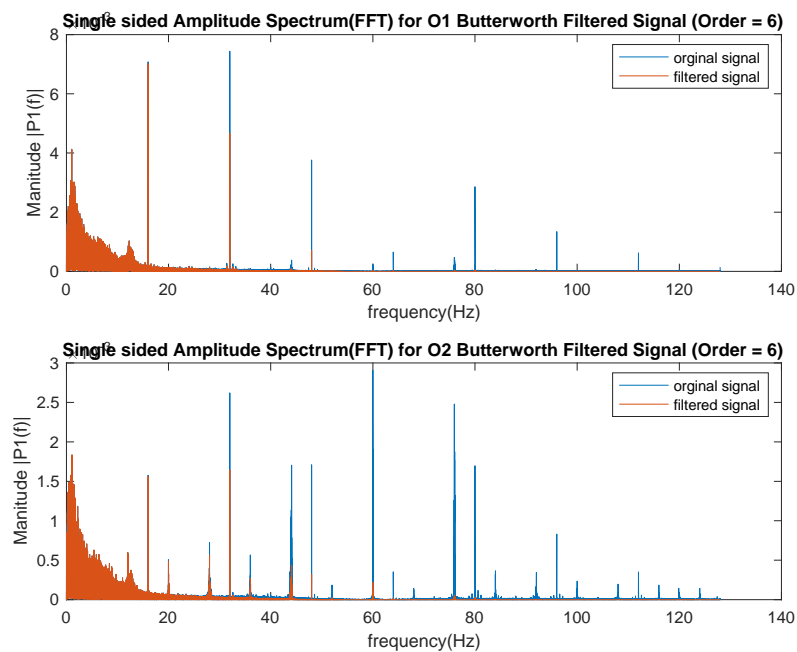 Single sided Amplitude Spectrum(FFT) for O1 Butterworth Filtered Signal (Order = 6)
8
6
4
2
0
Manitude |P1(f)|
orginal signal
filtered signal
0 20 40 60 80 100 120 140
frequency(Hz)
Single sided Amplitude Spectrum(FFT) for O2 Butterworth Filtered Signal (Order = 6)
3
2.5
2
1.5
1
0.5
0
Manitude |P1(f)|
orginal signal
filtered signal
0 20 40 60 80 100 120 140
frequency(Hz)